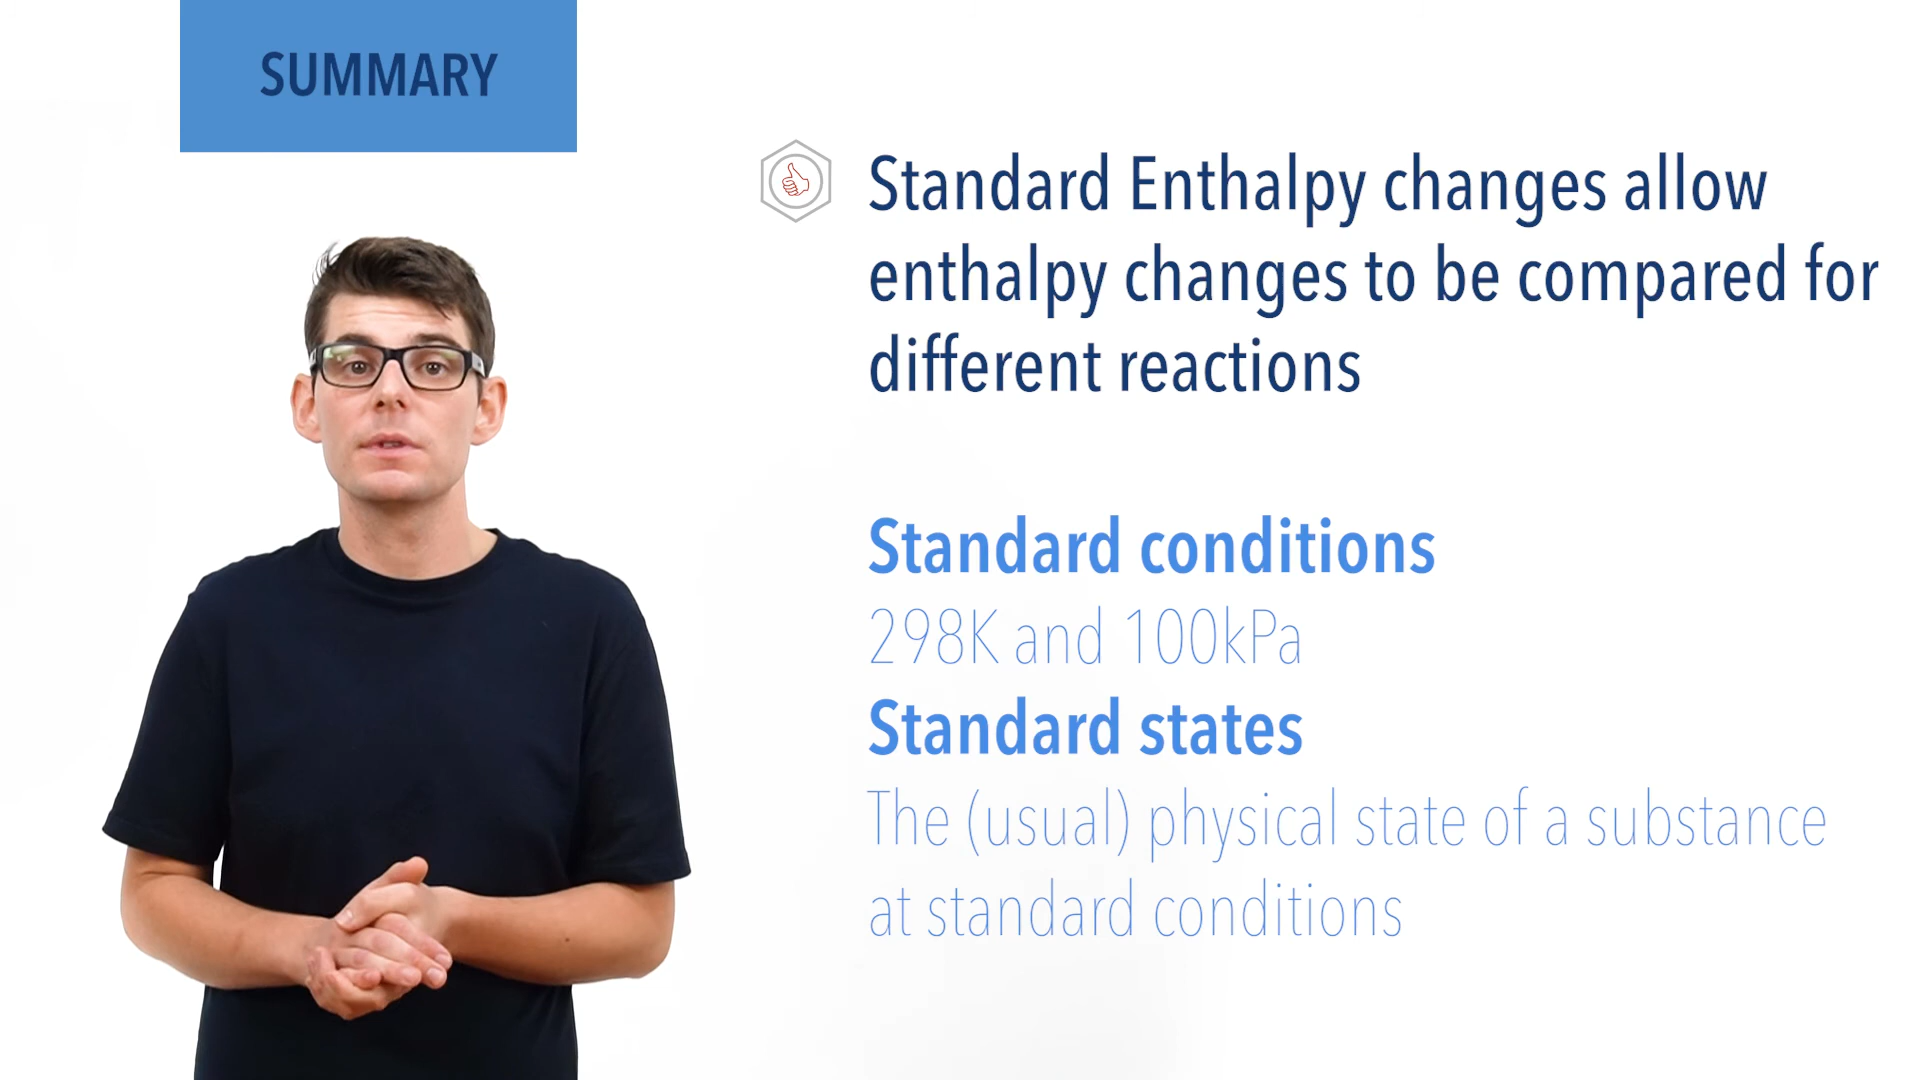 SUMMARY
Standard Enthalpy changes allow
enthalpy changes to be compared for
different reactions
Standard conditions
298K and 100kPa
Standard states
The (usual) physical state of a substance
at standard conditions